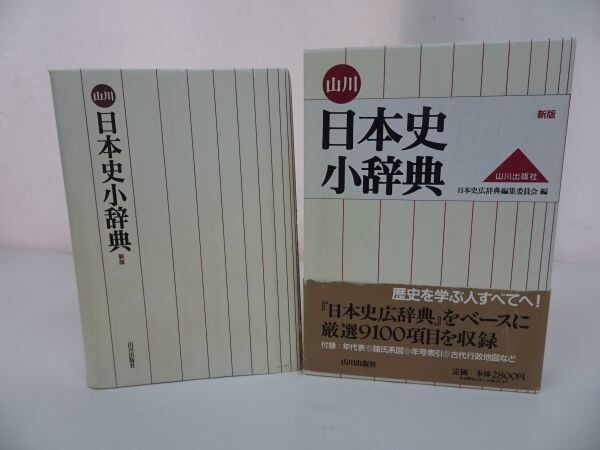 山川
日本史小辞典
新版
山川出版社
山川
日本史
小辞典
新版
山川出版社
日本史広辞典編集委員会 編
歴史を学ぶ人すべてへ!
『日本史広辞典』をベースに
厳選9100項目を収録
付録:年代表●諸氏系図●年号索引●古代行政地図など
山川出版社
定価:本体2800円